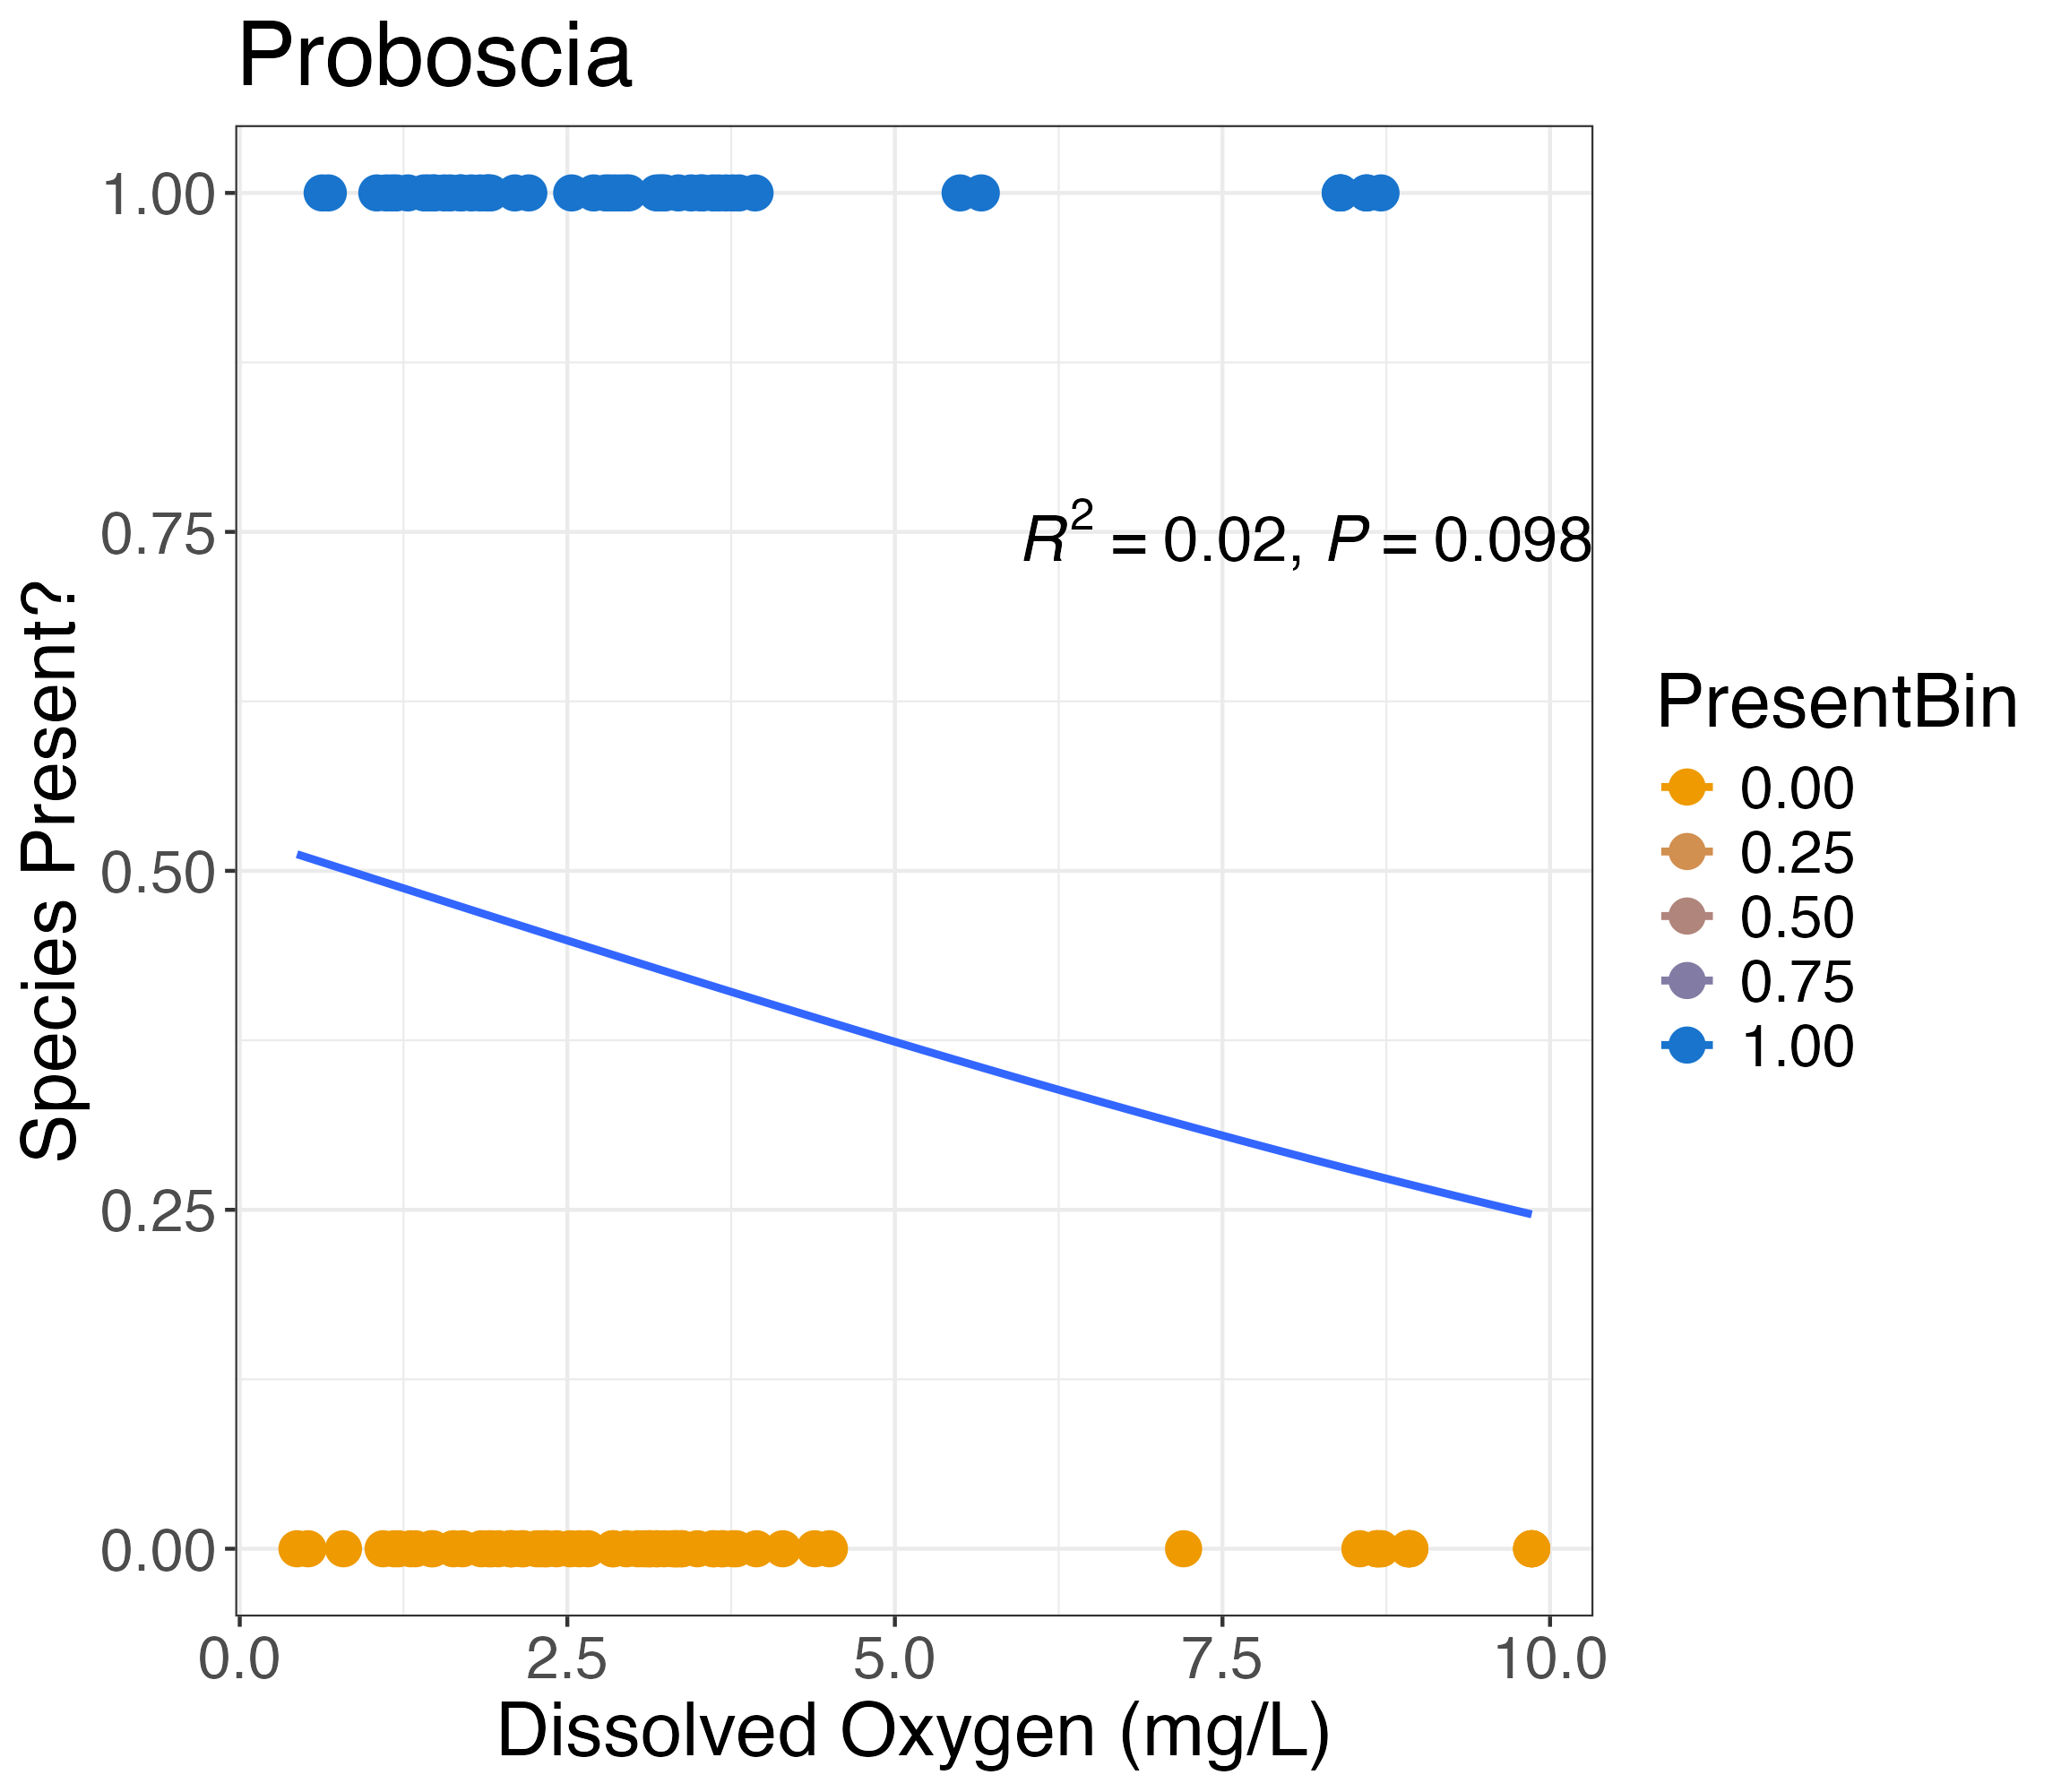 Proboscia
1.00
0.75
0.50
0.25
0.00
Species Present?
R² = 0.02, P = 0.098
0.0 2.5 5.0 7.5 10.0
Dissolved Oxygen (mg/L)
PresentBin
0.00
0.25
0.50
0.75
1.00